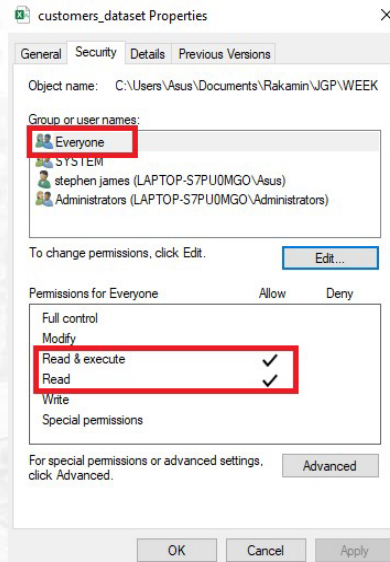 customers_dataset Properties
General Security Details Previous Versions
Object name: C:\Users\Asus\Documents\Rakamin\JGP\WEEK
Group or user names:
Everyone
SYSTEM
stephen james (LAPTOP-S7PU0MGO\Asus)
Administrators (LAPTOP-S7PU0MGO\Administrators)
To change permissions, click Edit.
Edit...
Permissions for Everyone Allow Deny
Full control
Modify
Read & execute
Read
Write
Special permissions
For special permissions or advanced settings,
click Advanced.
Advanced
OK Cancel Apply